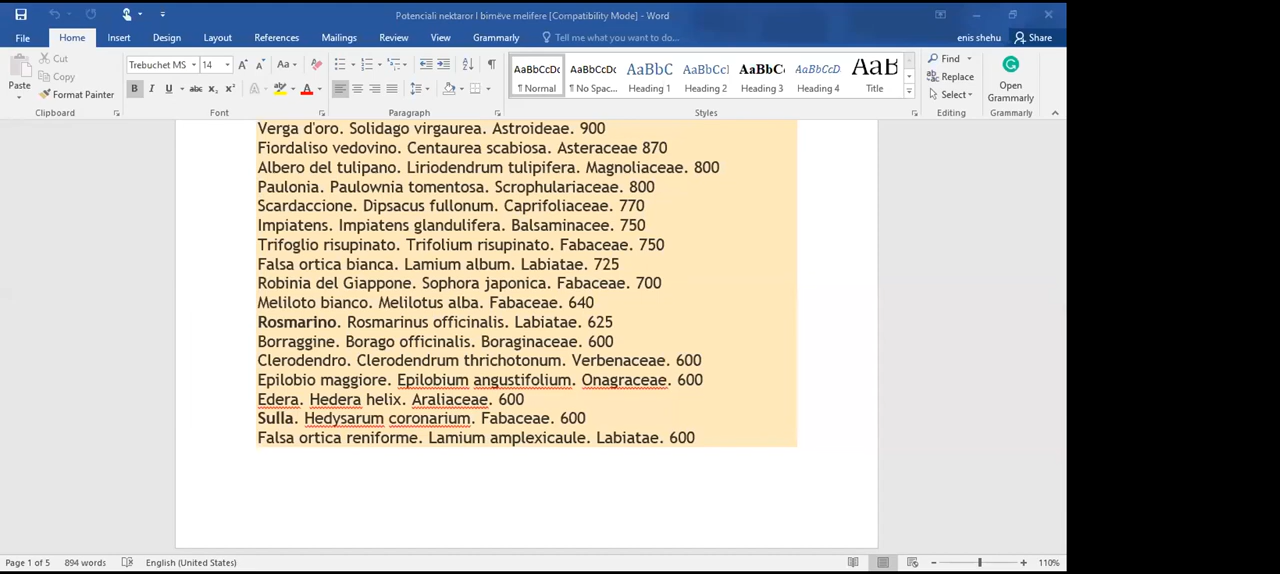 Potenciali nektaror I bimëve melifere [Compatibility Mode] - Word
File Home Insert Design Layout References Mailings Review View Grammarly Tell me what you want to do... enis shehu Share
Paste Cut Copy Format Painter Clipboard
Trebuchet MS 14 Aa B I U abc x₂ x² A Font
Paragraph
AaBbCcDc ¶ Normal AaBbCcDc ¶ No Spac... AaBbC Heading 1 AaBbCcI Heading 2 AaBbCc Heading 3 AaBbCcD Heading 4 AaB Title Styles
Find Replace Select Editing
Open Grammarly Grammarly
Verga d'oro. Solidago virgaurea. Astroideae. 900
Fiordaliso vedovino. Centaurea scabiosa. Asteraceae 870
Albero del tulipano. Liriodendrum tulipifera. Magnoliaceae. 800
Paulonia. Paulownia tomentosa. Scrophulariaceae. 800
Scardaccione. Dipsacus fullonum. Caprifoliaceae. 770
Impiatens. Impiatens glandulifera. Balsaminacee. 750
Trifoglio risupinato. Trifolium risupinato. Fabaceae. 750
Falsa ortica bianca. Lamium album. Labiatae. 725
Robinia del Giappone. Sophora japonica. Fabaceae. 700
Meliloto bianco. Melilotus alba. Fabaceae. 640
Rosmarino. Rosmarinus officinalis. Labiatae. 625
Borraggine. Borago officinalis. Boraginaceae. 600
Clerodendro. Clerodendrum thrichotonum. Verbenaceae. 600
Epilobio maggiore. Epilobium angustifolium. Onagraceae. 600
Edera. Hedera helix. Araliaceae. 600
Sulla. Hedysarum coronarium. Fabaceae. 600
Falsa ortica reniforme. Lamium amplexicaule. Labiatae. 600
Page 1 of 5 894 words English (United States) 110%